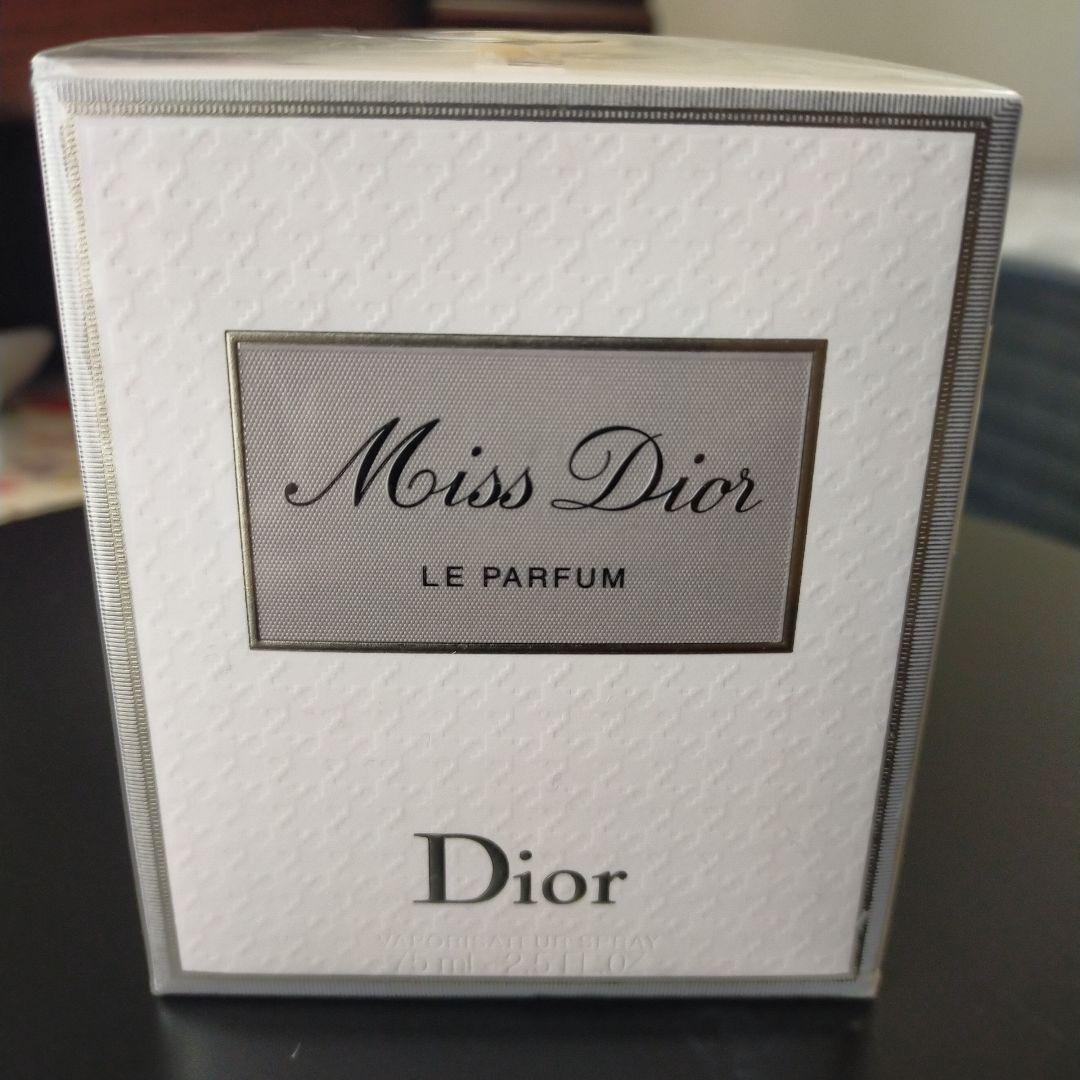 Miss Dior
LE PARFUM
Dior
VAPORISATEUR SPRAY
75 ml 2.5 FL.OZ